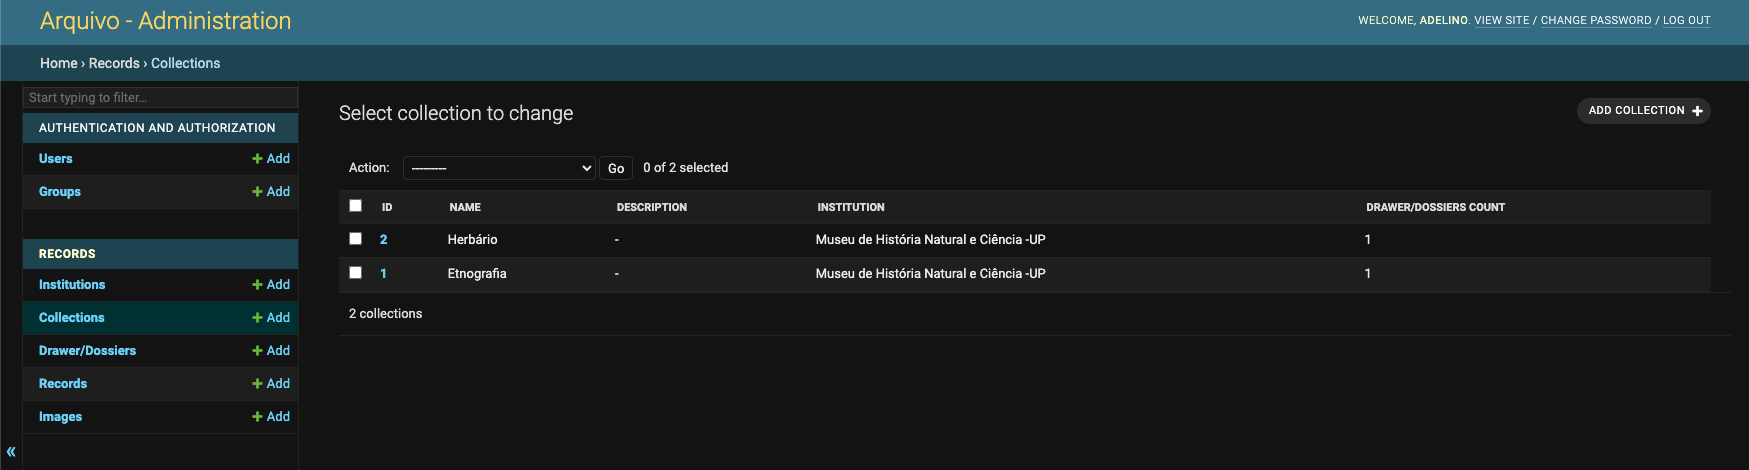 Arquivo - Administration
WELCOME, ADELINO. VIEW SITE / CHANGE PASSWORD / LOG OUT
Home › Records › Collections
Start typing to filter...
AUTHENTICATION AND AUTHORIZATION
Users + Add
Groups + Add
RECORDS
Institutions + Add
Collections + Add
Drawer/Dossiers + Add
Records + Add
Images + Add
«
Select collection to change
ADD COLLECTION +
Action: --------- Go 0 of 2 selected
ID NAME DESCRIPTION INSTITUTION DRAWER/DOSSIERS COUNT
2 Herbário - Museu de História Natural e Ciência -UP 1
1 Etnografia - Museu de História Natural e Ciência -UP 1
2 collections